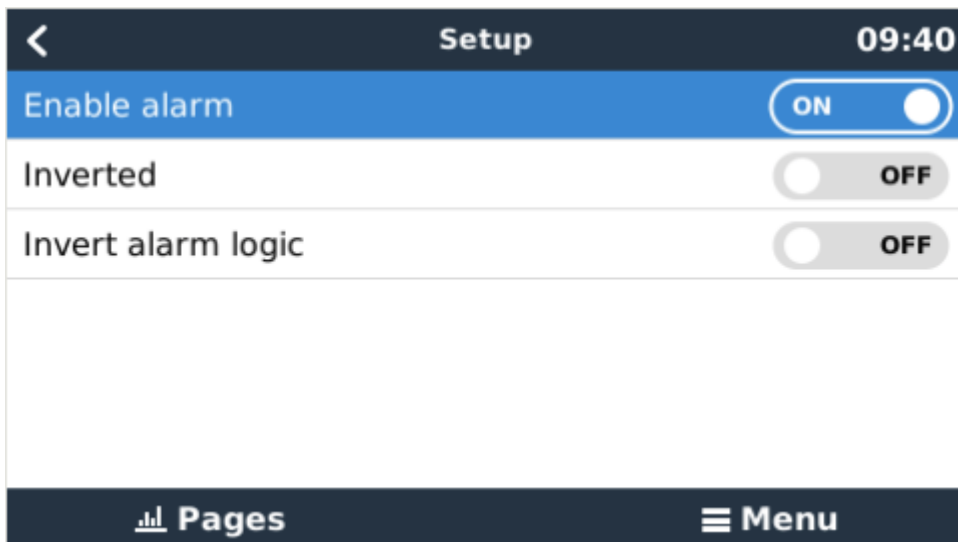 Setup 09:40
Enable alarm ON
Inverted OFF
Invert alarm logic OFF
Pages Menu